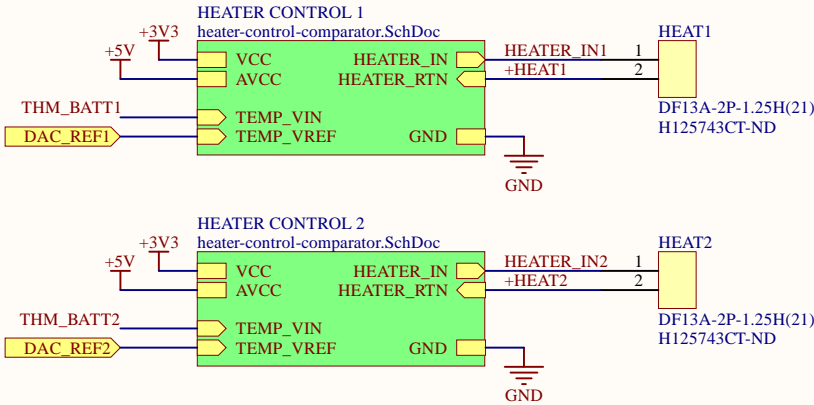 HEATER CONTROL 1
heater-control-comparator.SchDoc
+3V3
+5V
VCC
AVCC
HEATER_IN
HEATER_RTN
HEATER_IN1
+HEAT1
1
2
HEAT1
THM_BATT1
DAC_REF1
TEMP_VIN
TEMP_VREF
GND
GND
DF13A-2P-1.25H(21)
H125743CT-ND
HEATER CONTROL 2
heater-control-comparator.SchDoc
+3V3
+5V
VCC
AVCC
HEATER_IN
HEATER_RTN
HEATER_IN2
+HEAT2
1
2
HEAT2
THM_BATT2
DAC_REF2
TEMP_VIN
TEMP_VREF
GND
GND
DF13A-2P-1.25H(21)
H125743CT-ND